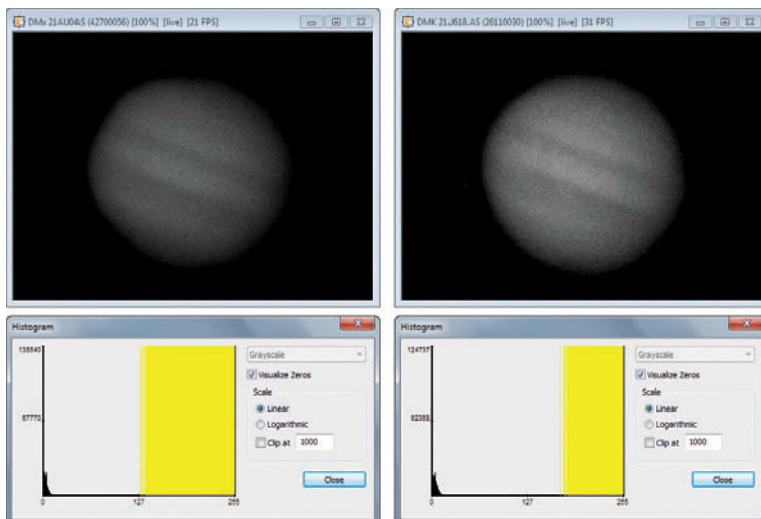 DMx 21AU04AS (42700056) [100%] [live] [21 FPS]
DMK 21J618.AS (26110030) [100%] [live] [31 FPS]
Histogram
135540
67770
0
127
255
Grayscale
Visualize Zeros
Scale
Linear
Logarithmic
Clip at 1000
Close
Histogram
124737
62368
0
127
255
Grayscale
Visualize Zeros
Scale
Linear
Logarithmic
Clip at 1000
Close